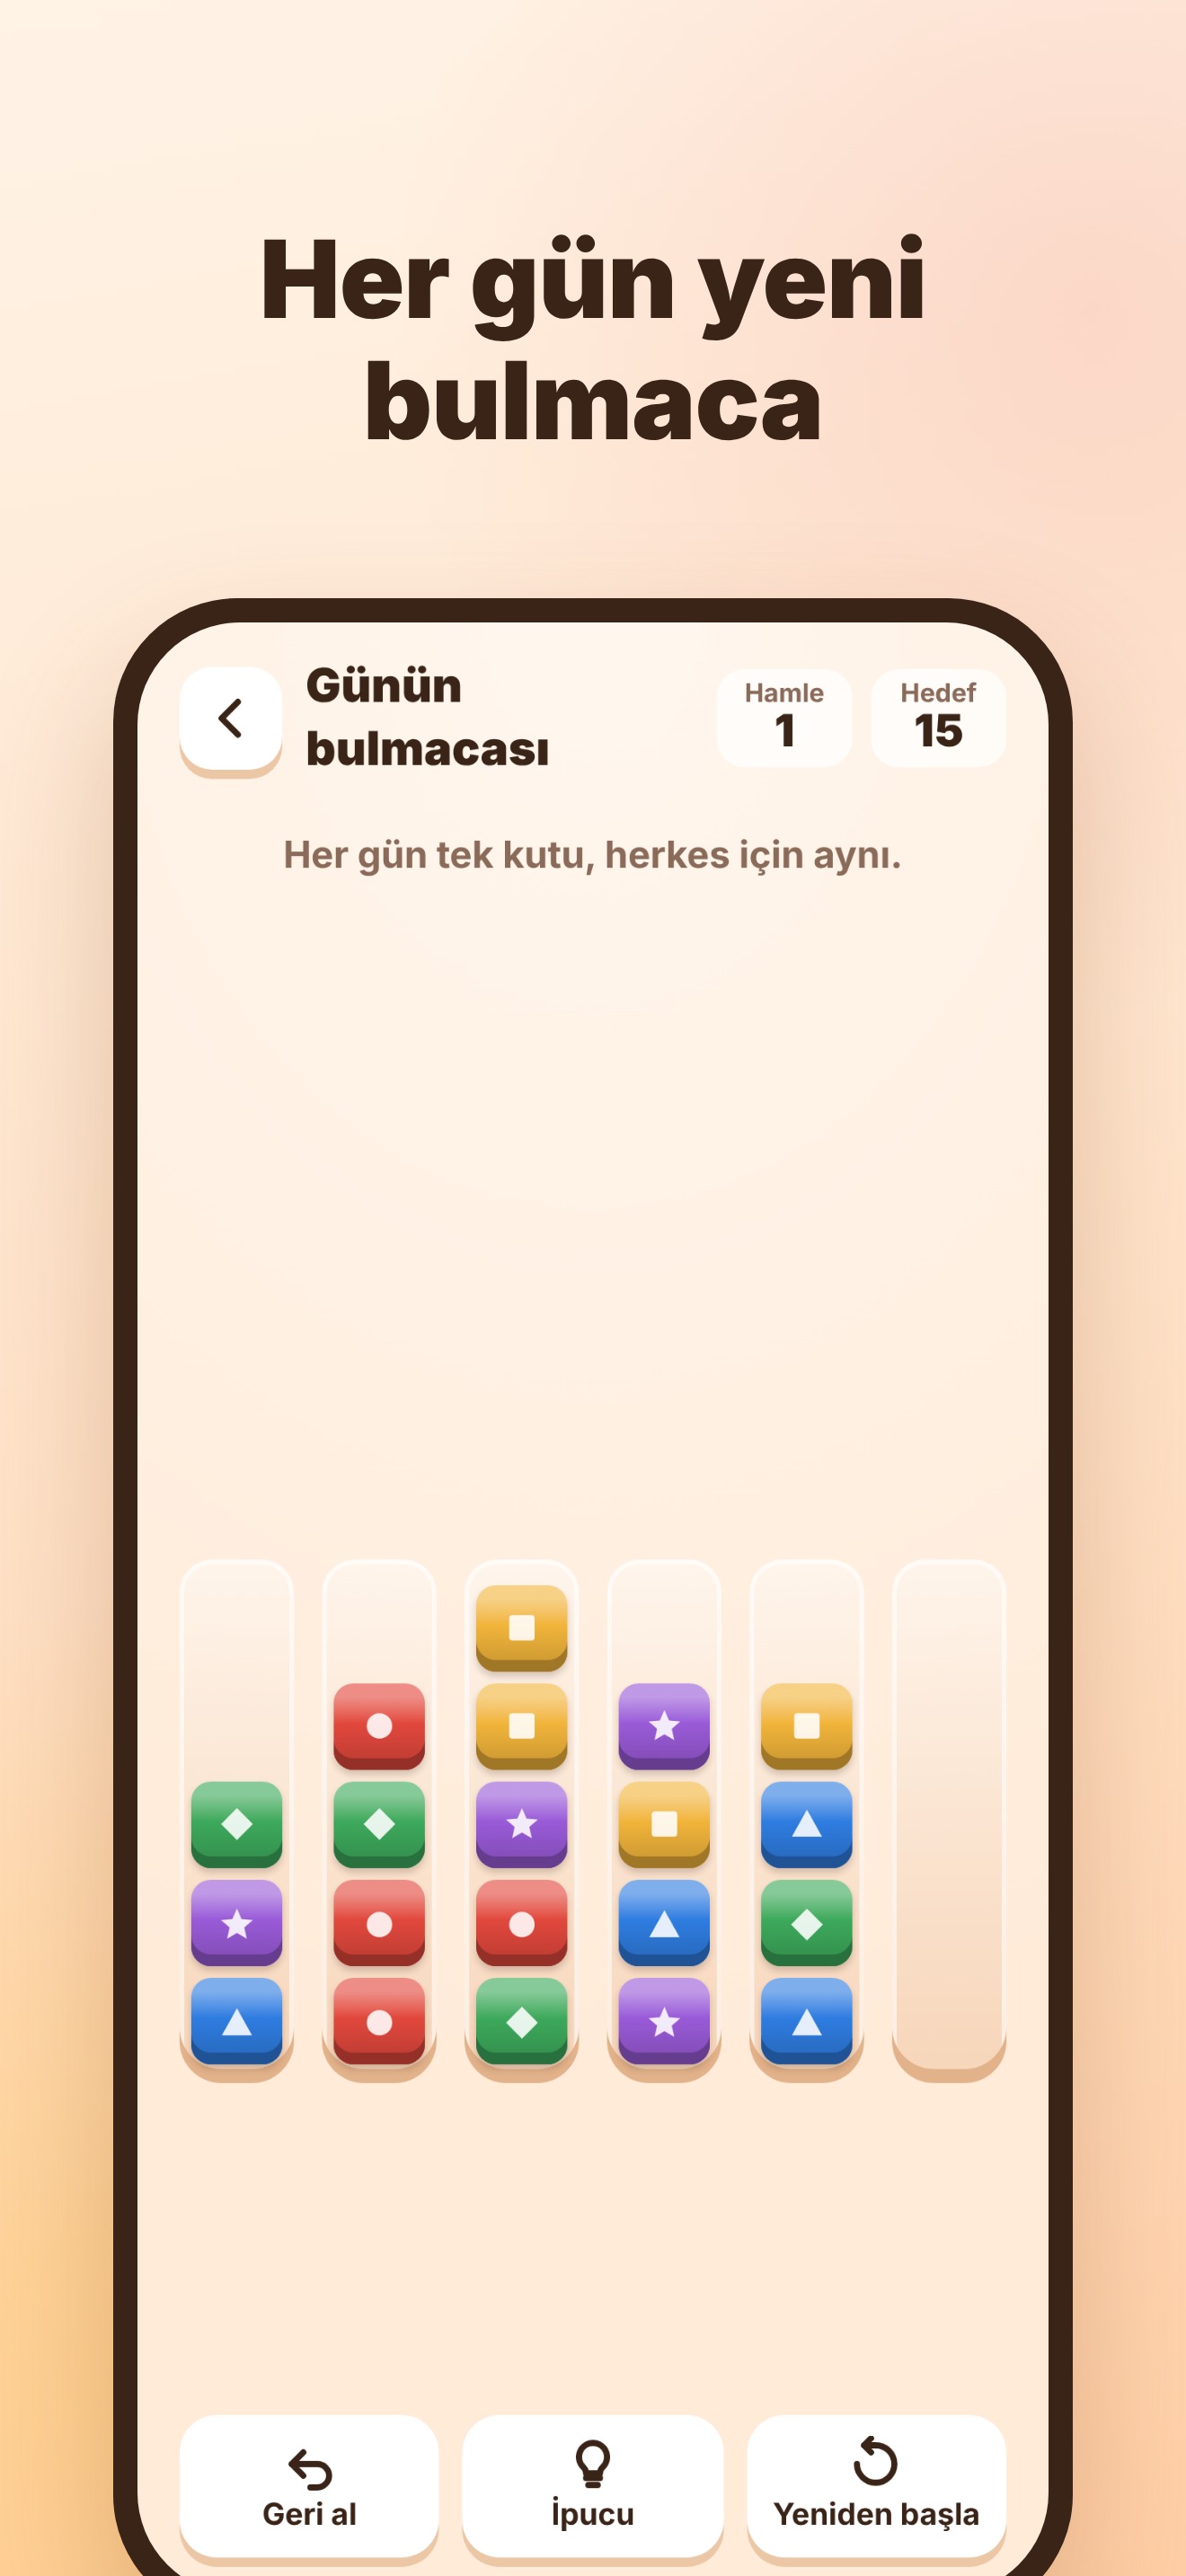 Her gün yeni
bulmaca
Günün
bulmacası
Hamle
1
Hedef
15
Her gün tek kutu, herkes için aynı.
Geri al
İpucu
Yeniden başla